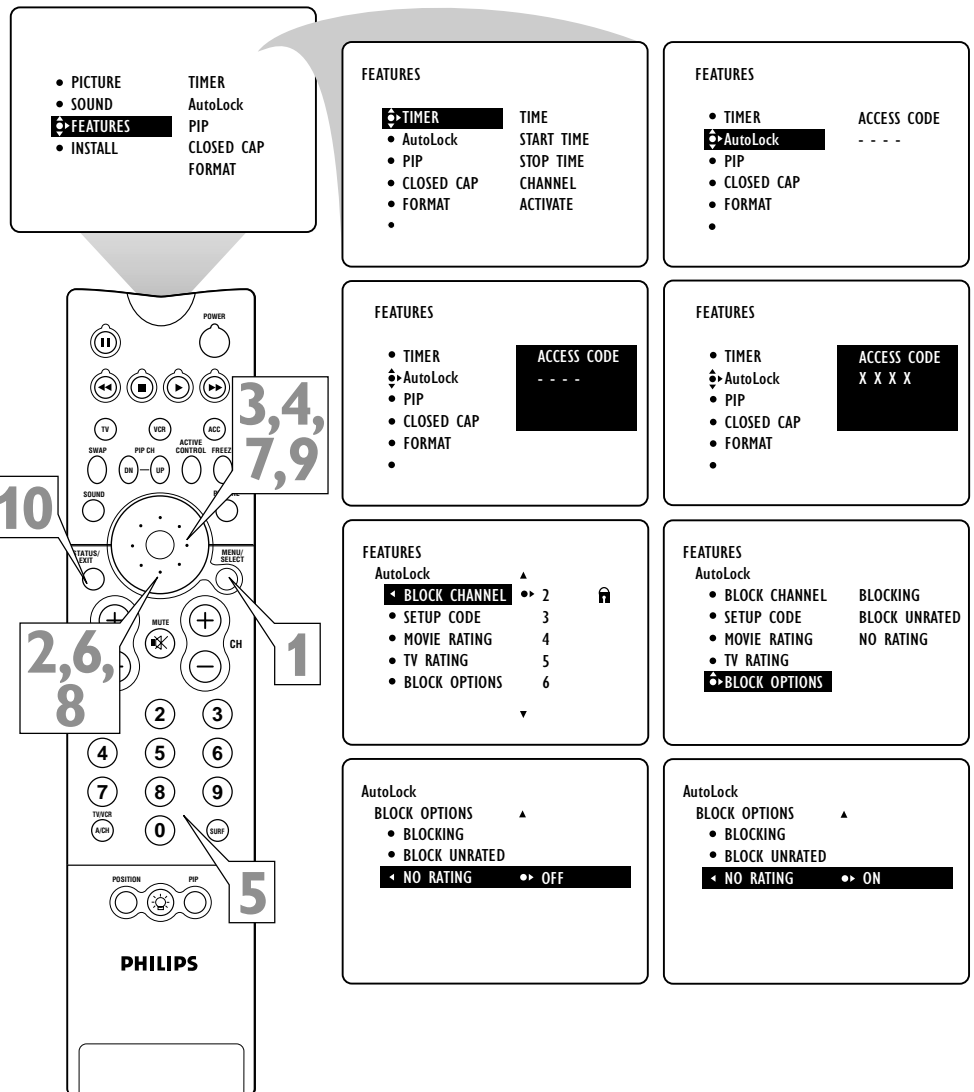 PICTURE TIMER
SOUND AutoLock
FEATURES PIP
INSTALL CLOSED CAP
FORMAT
FEATURES
TIMER TIME
AutoLock START TIME
PIP STOP TIME
CLOSED CAP CHANNEL
FORMAT ACTIVATE
FEATURES
TIMER ACCESS CODE
AutoLock - - - -
PIP
CLOSED CAP
FORMAT
FEATURES
TIMER ACCESS CODE
AutoLock - - - -
PIP
CLOSED CAP
FORMAT
FEATURES
TIMER ACCESS CODE
AutoLock X X X X
PIP
CLOSED CAP
FORMAT
FEATURES
AutoLock
BLOCK CHANNEL 2
SETUP CODE 3
MOVIE RATING 4
TV RATING 5
BLOCK OPTIONS 6
FEATURES
AutoLock
BLOCK CHANNEL BLOCKING
SETUP CODE BLOCK UNRATED
MOVIE RATING NO RATING
TV RATING
BLOCK OPTIONS
AutoLock
BLOCK OPTIONS
BLOCKING
BLOCK UNRATED
NO RATING OFF
AutoLock
BLOCK OPTIONS
BLOCKING
BLOCK UNRATED
NO RATING ON
POWER
TV VCR ACC
SWAP PIP CH ACTIVE
CONTROL FREEZ
DN UP
SOUND
3,4,
7,9
10
STATUS/
EXIT
MENU/
SELECT
MUTE
CH
2,6,
8
1
2 3
4 5 6
7 8 9
TV/VCR
A/CH 0 SURF
5
POSITION PIP
PHILIPS